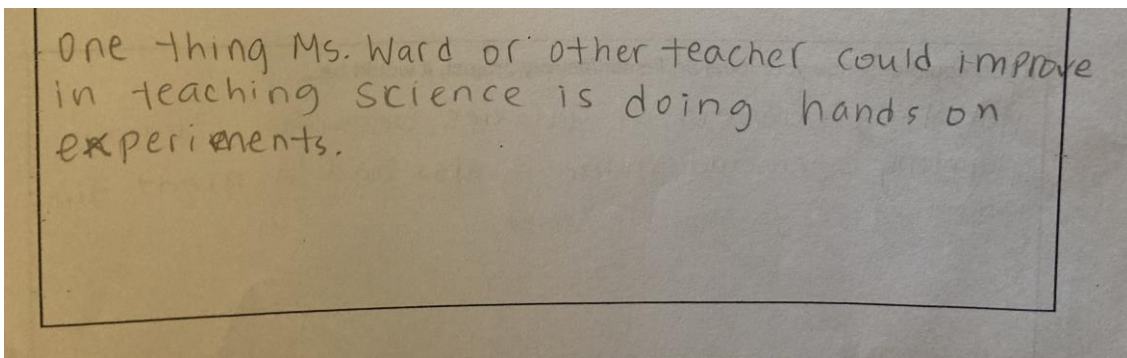 One thing Ms. Ward or other teacher could improve
in teaching science is doing hands on
experiments.